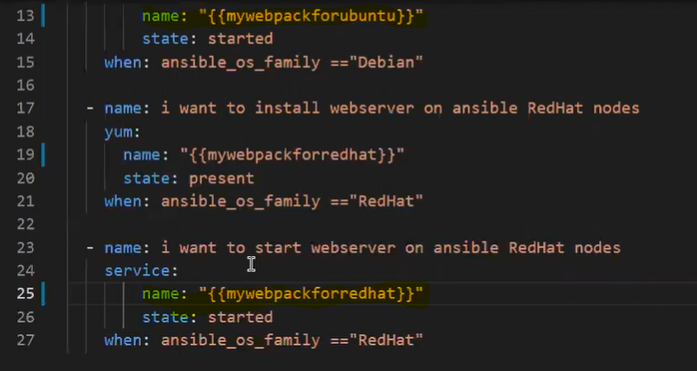 13 name: "{{mywebpackforubuntu}}"
14 state: started
15 when: ansible_os_family =="Debian"
16
17 - name: i want to install webserver on ansible RedHat nodes
18 yum:
19 name: "{{mywebpackforredhat}}"
20 state: present
21 when: ansible_os_family =="RedHat"
22
23 - name: i want to start webserver on ansible RedHat nodes
24 service:
25 name: "{{mywebpackforredhat}}"
26 state: started
27 when: ansible_os_family =="RedHat"